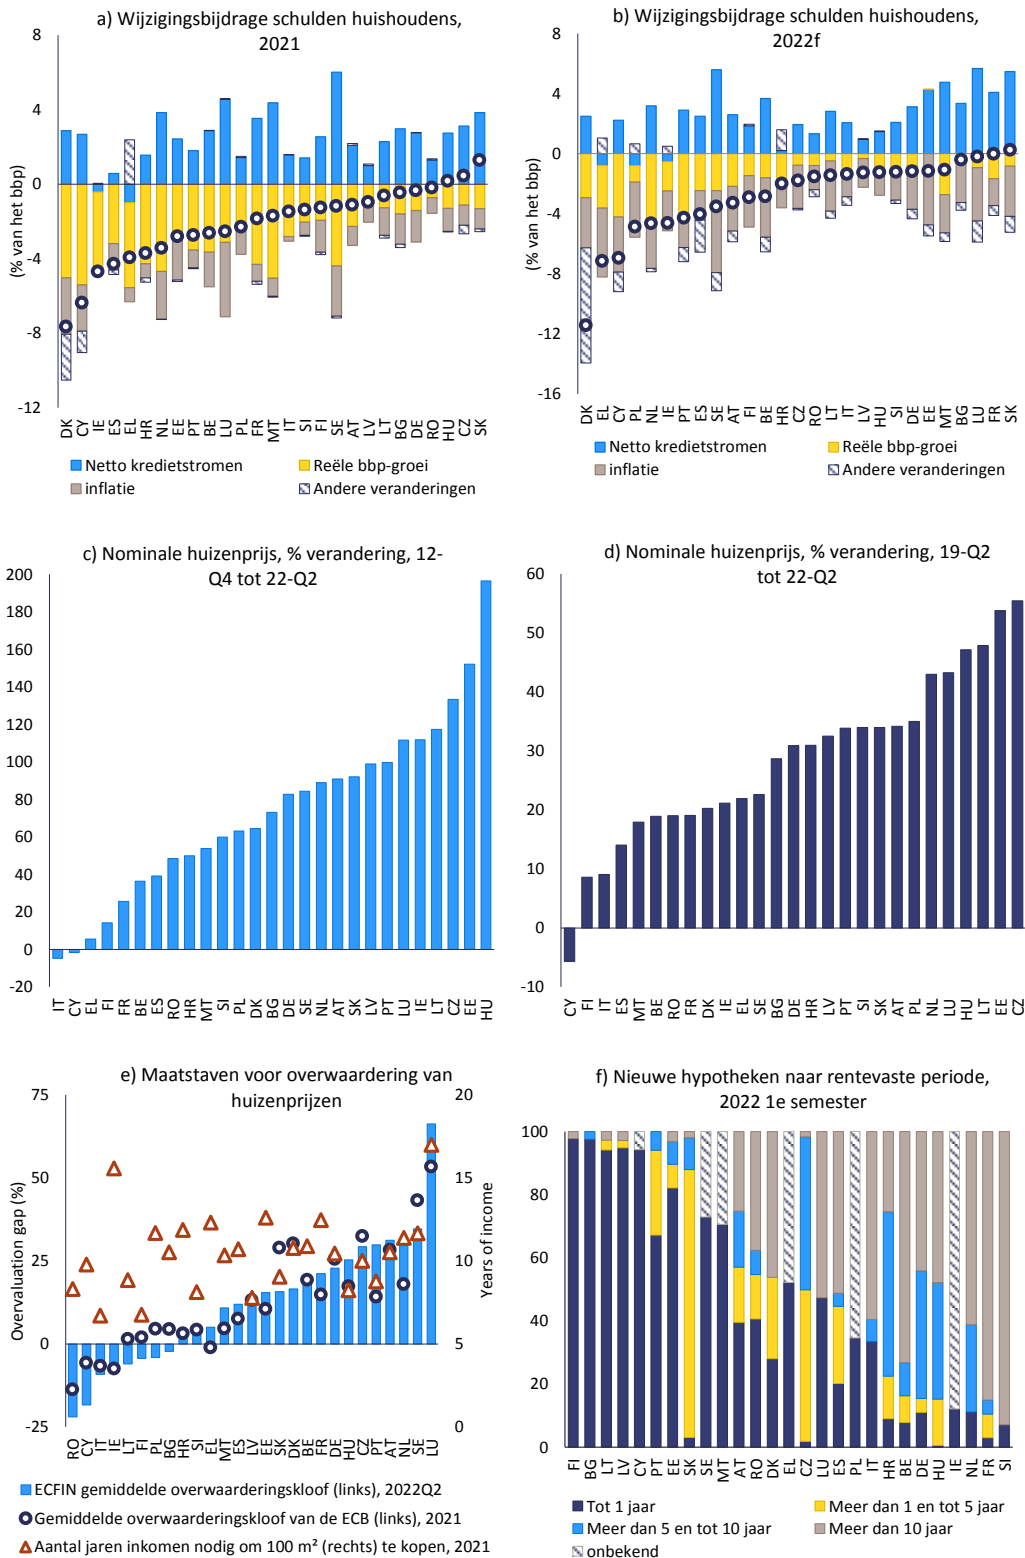 a) Wijzigingsbijdrage schulden huishoudens,
2021
(% van het bbp)
8
4
0
-4
-8
-12
DK CY IE ES EL HR NL EE PT BE LU PL FR MT IT SI FI SE AT LV LT BG DE RO HU CZ SK
Netto kredietstromen
Reële bbp-groei
inflatie
Andere veranderingen
b) Wijzigingsbijdrage schulden huishoudens,
2022f
(% van het bbp)
8
4
0
-4
-8
-12
-16
DK EL CY PL NL IE PT ES SE AT FI BE HR CZ RO LT IT LV HU SI DE EE MT BG LU FR SK
Netto kredietstromen
Reële bbp-groei
inflatie
Andere veranderingen
c) Nominale huizenprijs, % verandering, 12-
Q4 tot 22-Q2
200
180
160
140
120
100
80
60
40
20
0
-20
IT CY EL FI FR BE ES RO HR MT SI PL DK BG DE SE NL AT SK LV PT LU IE LT CZ EE HU
d) Nominale huizenprijs, % verandering, 19-Q2
tot 22-Q2
60
50
40
30
20
10
0
-10
CY FI IT ES MT BE RO FR DK IE EL SE BG DE HR LV PT SI SK AT PL NL LU HU LT EE CZ
e) Maatstaven voor overwaardering van
huizenprijzen
Overvaluation gap (%)
75
50
25
0
-25
Years of income
20
15
10
5
0
RO CY IT IE LT FI PL BG HR SI EL MT ES LV EE SK DK BE FR DE HU CZ PT AT NL SE LU
ECFIN gemiddelde overwaarderingskloof (links), 2022Q2
Gemiddelde overwaarderingskloof van de ECB (links), 2021
Aantal jaren inkomen nodig om 100 m² (rechts) te kopen, 2021
f) Nieuwe hypotheken naar rentevaste periode,
2022 1e semester
100
80
60
40
20
0
FI BG LT LV CY PT EE SK SE MT AT RO DK EL CZ LU ES PL IT HR BE DE HU IE NL FR SI
Tot 1 jaar
Meer dan 1 en tot 5 jaar
Meer dan 5 en tot 10 jaar
Meer dan 10 jaar
onbekend